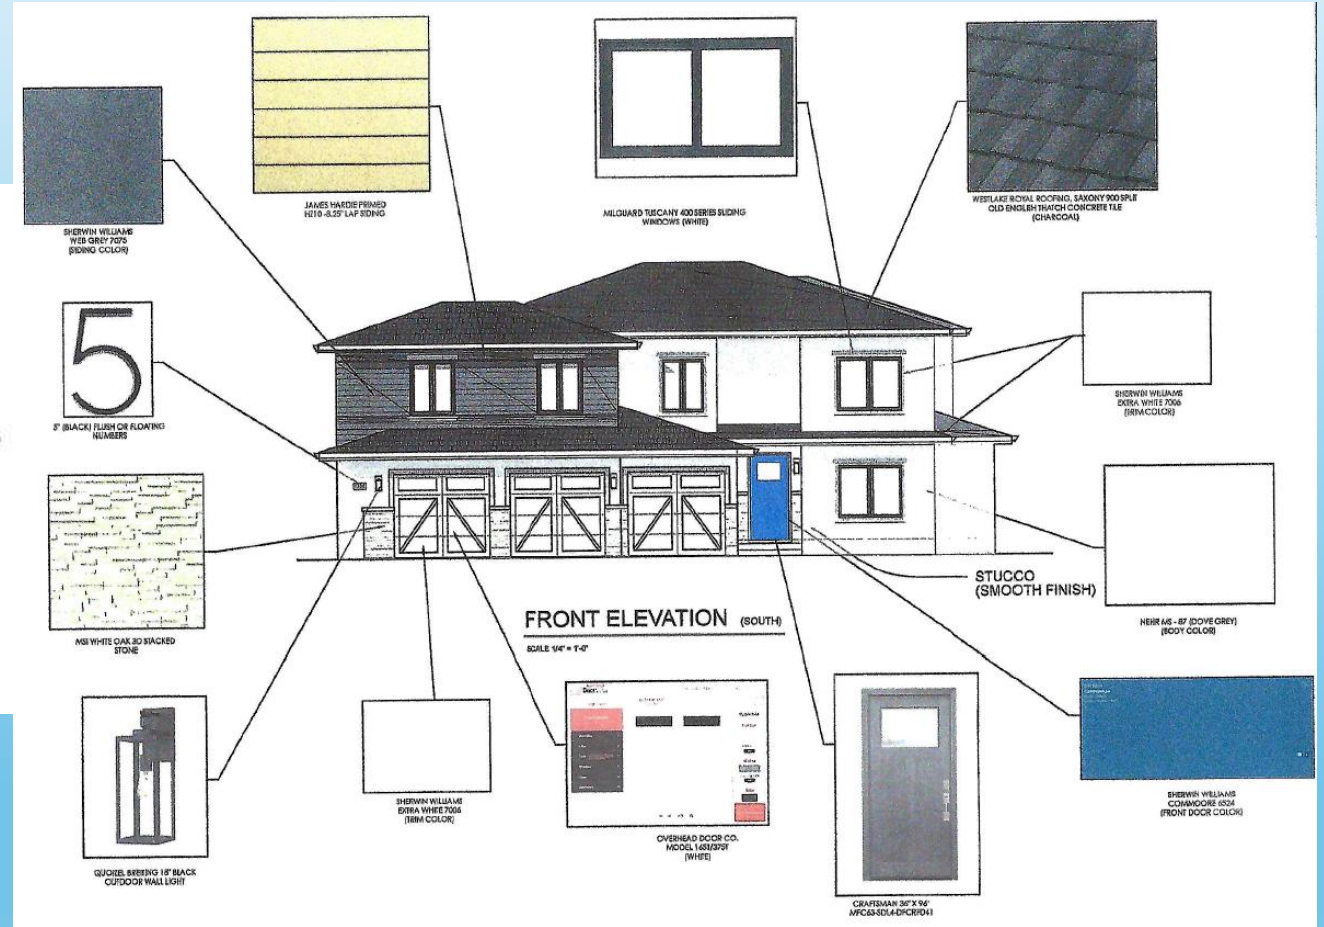 SHERWIN WILLIAMS
WEB GREY 7075
(SIDING COLOR)
JAMES HARDIE PRIMED
HZ10 -8.25" LAP SIDING
MILGUARD TUSCANY 400 SERIES SLIDING
WINDOWS (WHITE)
WESTLAKE ROYAL ROOFING, SAXONY 900 SPLIT
OLD ENGLISH THATCH CONCRETE TILE
(CHARCOAL)
5
5" (BLACK) FLUSH OR FLOATING
NUMBERS
SHERWIN WILLIAMS
EXTRA WHITE 7006
(TRIM COLOR)
MSI WHITE OAK 3D STACKED
STONE
STUCCO
(SMOOTH FINISH)
FRONT ELEVATION (SOUTH)
SCALE 1/4" = 1'-0"
MS - 87 (DOVE GREY)
(BODY COLOR)
QUOIZEL 18" BLACK
OUTDOOR WALL LIGHT
SHERWIN WILLIAMS
EXTRA WHITE 7006
(TRIM COLOR)
OVERHEAD DOOR CO.
MODEL
(WHITE)
CRAFTSMAN 36" X 96"
SHERWIN WILLIAMS
COMMODORE 6524
(FRONT DOOR COLOR)